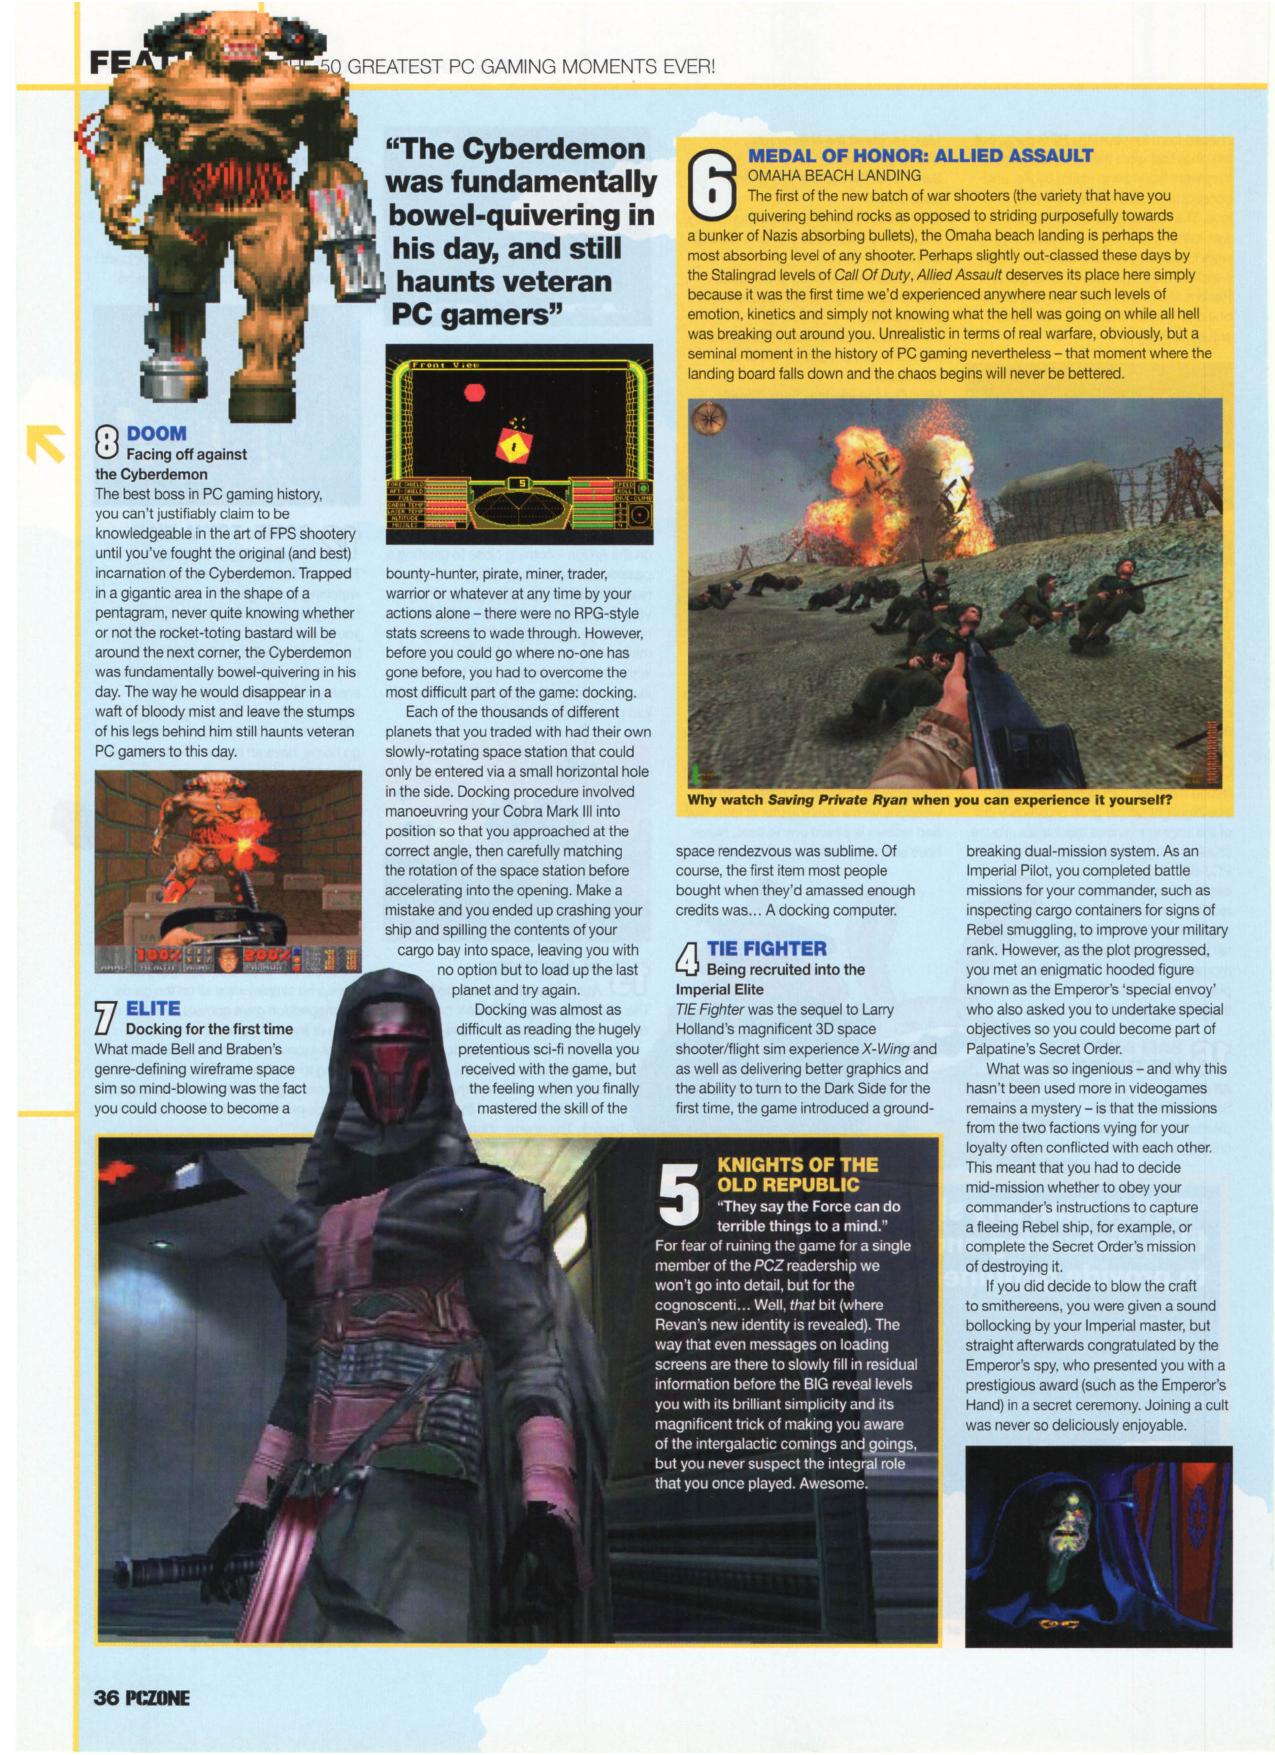 FEAT
50 GREATEST PC GAMING MOMENTS EVER!
"The Cyberdemon
was fundamentally
bowel-quivering in
his day, and still
haunts veteran
PC gamers"
8 DOOM
Facing off against
the Cyberdemon
The best boss in PC gaming history,
you can't justifiably claim to be
knowledgeable in the art of FPS shootery
until you've fought the original (and best)
incarnation of the Cyberdemon. Trapped
in a gigantic area in the shape of a
pentagram, never quite knowing whether
or not the rocket-toting bastard will be
around the next corner, the Cyberdemon
was fundamentally bowel-quivering in his
day. The way he would disappear in a
waft of bloody mist and leave the stumps
of his legs behind him still haunts veteran
PC gamers to this day.
100% 200%
7 ELITE
Docking for the first time
What made Bell and Braben's
genre-defining wireframe space
sim so mind-blowing was the fact
you could choose to become a
Front View
S
bounty-hunter, pirate, miner, trader,
warrior or whatever at any time by your
actions alone – there were no RPG-style
stats screens to wade through. However,
before you could go where no-one has
gone before, you had to overcome the
most difficult part of the game: docking.
Each of the thousands of different
planets that you traded with had their own
slowly-rotating space station that could
only be entered via a small horizontal hole
in the side. Docking procedure involved
manoeuvring your Cobra Mark III into
position so that you approached at the
correct angle, then carefully matching
the rotation of the space station before
accelerating into the opening. Make a
mistake and you ended up crashing your
ship and spilling the contents of your
cargo bay into space, leaving you with
no option but to load up the last
planet and try again.
Docking was almost as
difficult as reading the hugely
pretentious sci-fi novella you
received with the game, but
the feeling when you finally
mastered the skill of the
6 MEDAL OF HONOR: ALLIED ASSAULT
OMAHA BEACH LANDING
The first of the new batch of war shooters (the variety that have you
quivering behind rocks as opposed to striding purposefully towards
a bunker of Nazis absorbing bullets), the Omaha beach landing is perhaps the
most absorbing level of any shooter. Perhaps slightly out-classed these days by
the Stalingrad levels of Call Of Duty, Allied Assault deserves its place here simply
because it was the first time we'd experienced anywhere near such levels of
emotion, kinetics and simply not knowing what the hell was going on while all hell
was breaking out around you. Unrealistic in terms of real warfare, obviously, but a
seminal moment in the history of PC gaming nevertheless – that moment where the
landing board falls down and the chaos begins will never be bettered.
Why watch Saving Private Ryan when you can experience it yourself?
space rendezvous was sublime. Of
course, the first item most people
bought when they'd amassed enough
credits was... A docking computer.
4 TIE FIGHTER
Being recruited into the
Imperial Elite
TIE Fighter was the sequel to Larry
Holland's magnificent 3D space
shooter/flight sim experience X-Wing and
as well as delivering better graphics and
the ability to turn to the Dark Side for the
first time, the game introduced a ground-
breaking dual-mission system. As an
Imperial Pilot, you completed battle
missions for your commander, such as
inspecting cargo containers for signs of
Rebel smuggling, to improve your military
rank. However, as the plot progressed,
you met an enigmatic hooded figure
known as the Emperor's 'special envoy'
who also asked you to undertake special
objectives so you could become part of
Palpatine's Secret Order.
What was so ingenious – and why this
hasn't been used more in videogames
remains a mystery – is that the missions
from the two factions vying for your
loyalty often conflicted with each other.
This meant that you had to decide
mid-mission whether to obey your
commander's instructions to capture
a fleeing Rebel ship, for example, or
complete the Secret Order's mission
of destroying it.
If you did decide to blow the craft
to smithereens, you were given a sound
bollocking by your Imperial master, but
straight afterwards congratulated by the
Emperor's spy, who presented you with a
prestigious award (such as the Emperor's
Hand) in a secret ceremony. Joining a cult
was never so deliciously enjoyable.
5 KNIGHTS OF THE
OLD REPUBLIC
"They say the Force can do
terrible things to a mind."
For fear of ruining the game for a single
member of the PCZ readership we
won't go into detail, but for the
cognoscenti... Well, that bit (where
Revan's new identity is revealed). The
way that even messages on loading
screens are there to slowly fill in residual
information before the BIG reveal levels
you with its brilliant simplicity and its
magnificent trick of making you aware
of the intergalactic comings and goings,
but you never suspect the integral role
that you once played. Awesome.
36 PCZONE